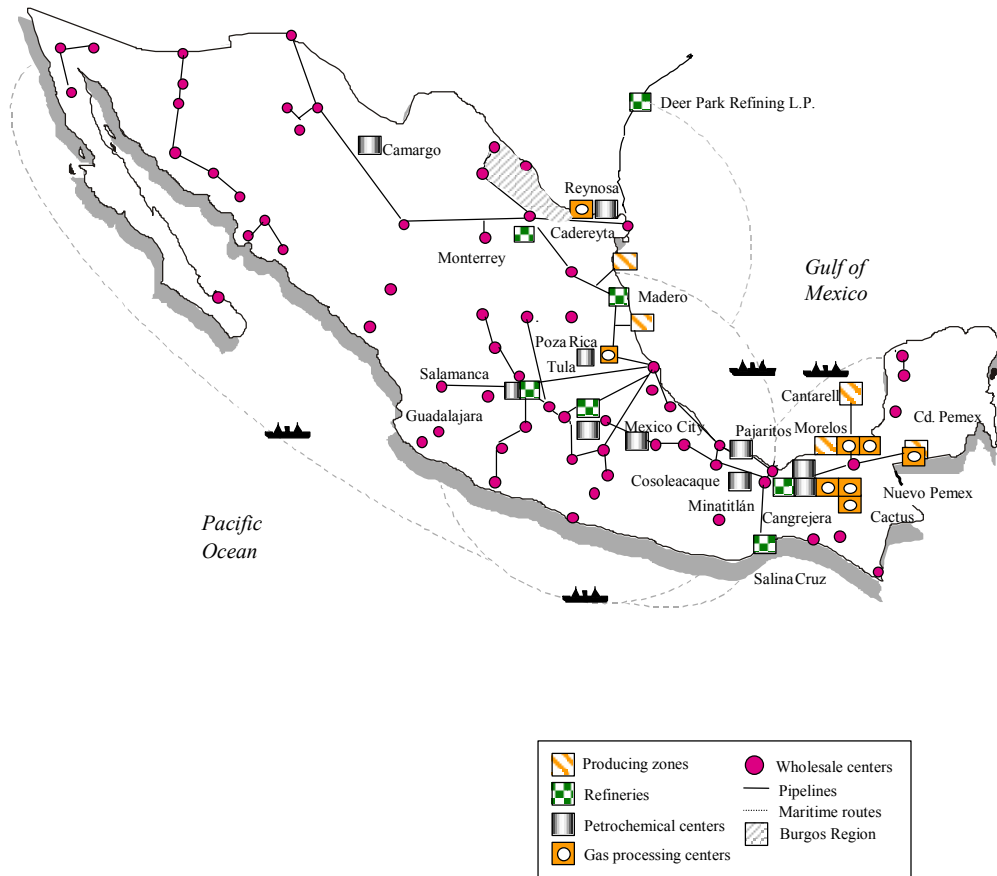 Deer Park Refining L.P.
Camargo
Reynosa
Cadereyta
Monterrey
Gulf of
Mexico
Madero
Poza Rica
Tula
Salamanca
Guadalajara
Mexico City
Cantarell
Cd. Pemex
Pajaritos
Morelos
Cosoleacaque
Nuevo Pemex
Minatitlán
Cangrejera
Cactus
Pacific
Ocean
Salina Cruz
Producing zones
Refineries
Petrochemical centers
Gas processing centers
Wholesale centers
Pipelines
Maritime routes
Burgos Region